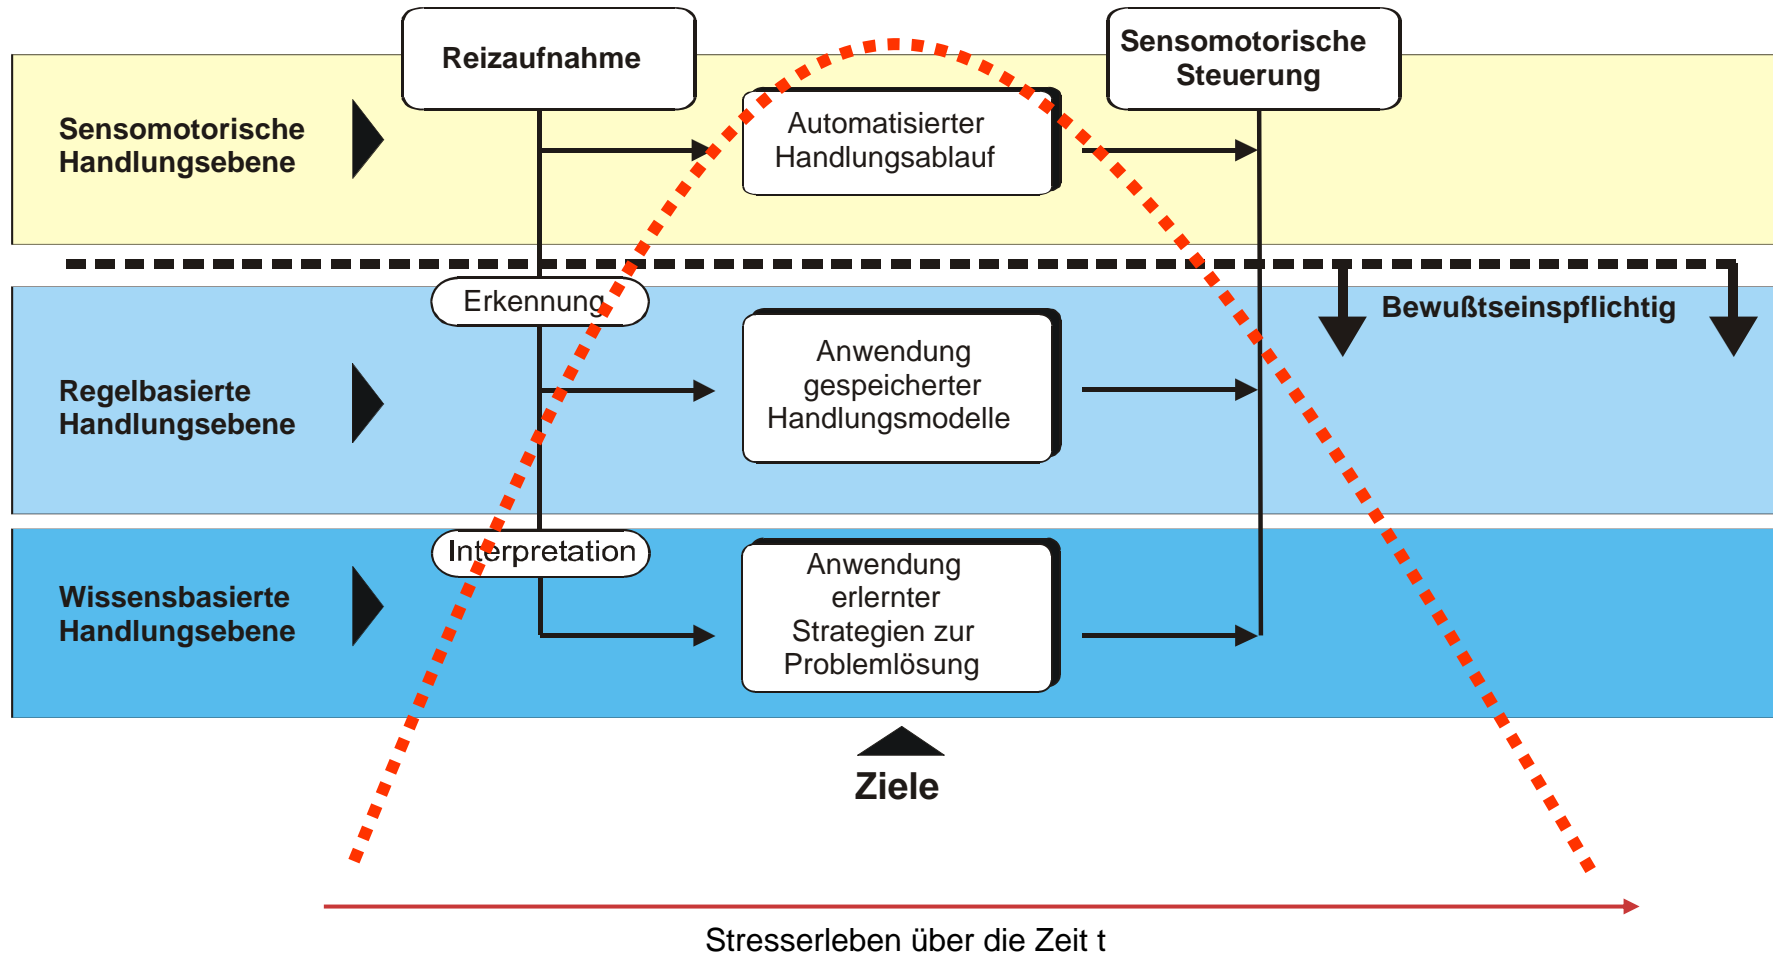 Reizaufnahme
Sensomotorische
Steuerung
Sensomotorische
Handlungsebene
Automatisierter
Handlungsablauf
Erkennung
Bewußtseinspflichtig
Regelbasierte
Handlungsebene
Anwendung
gespeicherter
Handlungsmodelle
Interpretation
Wissensbasierte
Handlungsebene
Anwendung
erlernter
Strategien zur
Problemlösung
Ziele
Stresserleben über die Zeit t